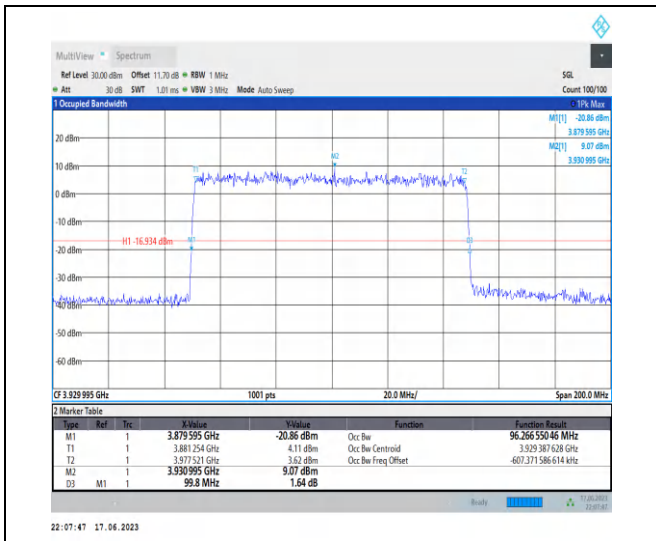 MultiView Spectrum
Ref Level 30.00 dBm Offset 11.70 dB RBW 1 MHz SGL
Att 30 dB SWT 1.01 ms VBW 3 MHz Mode Auto Sweep Count 100/100
1 Occupied Bandwidth 1Pk Max
M1[1] -20.86 dBm
3.879 595 GHz
M2[1] 9.07 dBm
3.930 995 GHz
20 dBm
M2
T1
T2
10 dBm
0 dBm
-10 dBm
H1 -16.934 dBm
M1
D3
-20 dBm
-30 dBm
-40 dBm
-50 dBm
-60 dBm
CF 3.929 995 GHz 1001 pts 20.0 MHz/ Span 200.0 MHz
2 Marker Table
Type Ref Trc X-Value Y-Value Function Function Result
M1 1 3.879 595 GHz -20.86 dBm Occ Bw 96.266 550 46 MHz
T1 1 3.881 254 GHz 4.11 dBm Occ Bw Centroid 3.929 387 628 GHz
T2 1 3.977 521 GHz 3.62 dBm Occ Bw Freq Offset -607.371 586 614 kHz
M2 1 3.930 995 GHz 9.07 dBm
D3 M1 1 99.8 MHz 1.64 dB
Ready 17.06.2023
22:07:47
22:07:47 17.06.2023